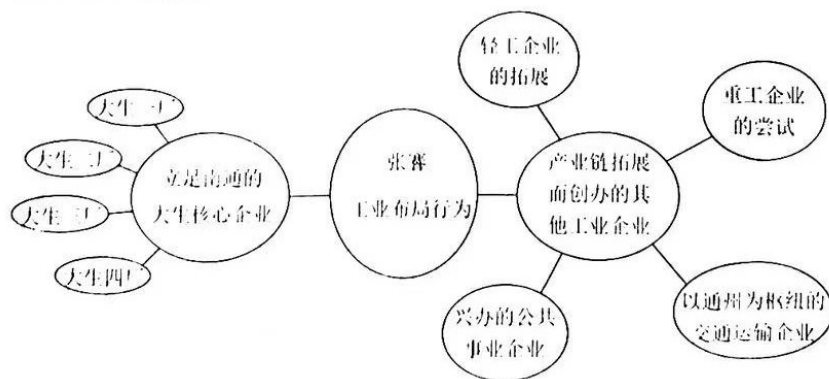 大生一厂
大生二厂
大生三厂
大生四厂
立足南通的
大生核心企业
张謇
工业布局行为
产业链拓展
而创办的其
他工业企业
轻工企业
的拓展
重工企业
的尝试
兴办的公共
事业企业
以通州为枢纽的
交通运输企业